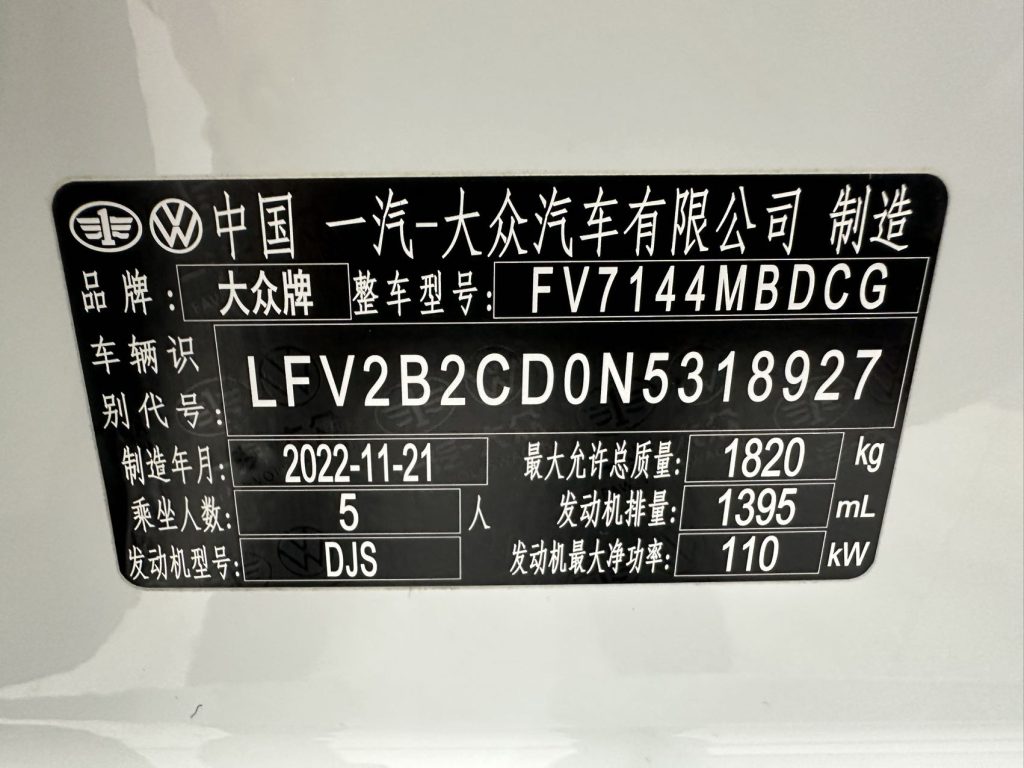 中国 一汽-大众汽车有限公司 制造
品牌: 大众牌 整车型号: FV7144MBDCG
车辆识别代号: LFV2B2CD0N5318927
制造年月: 2022-11-21 最大允许总质量: 1820 kg
乘坐人数: 5 人 发动机排量: 1395 mL
发动机型号: DJS 发动机最大净功率: 110 kW